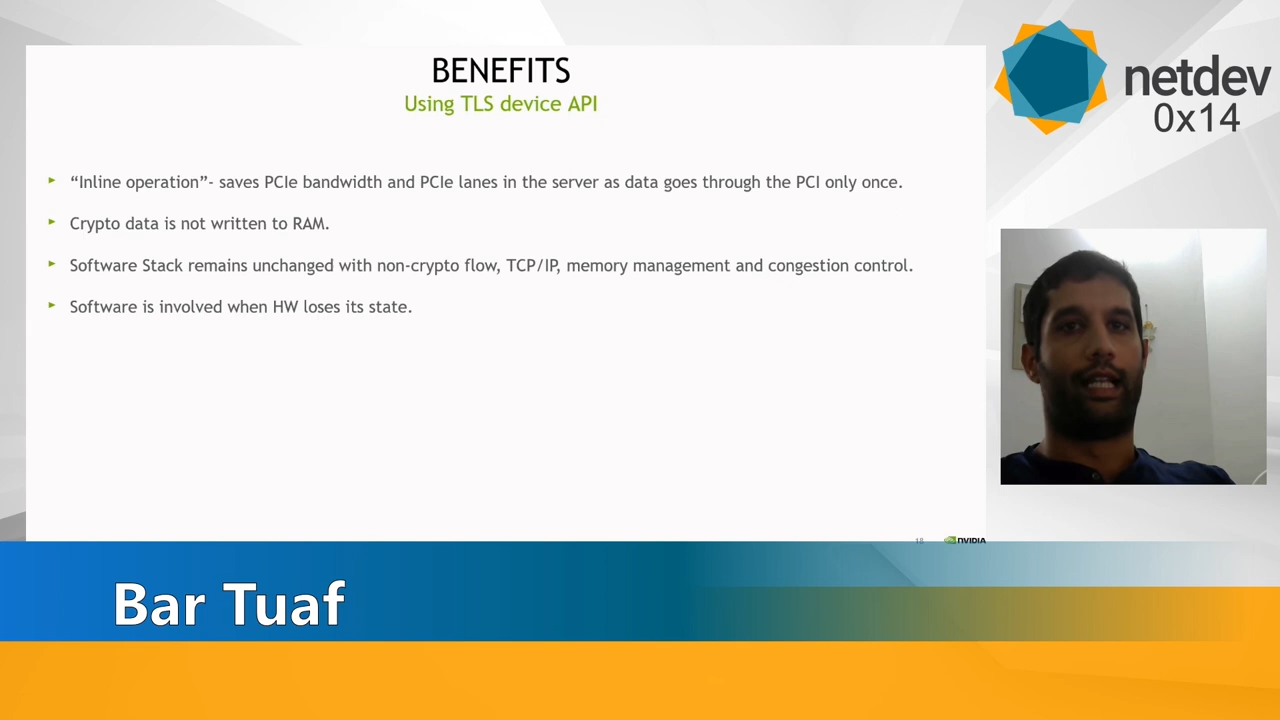 BENEFITS
Using TLS device API
“Inline operation”- saves PCIe bandwidth and PCIe lanes in the server as data goes through the PCI only once.
Crypto data is not written to RAM.
Software Stack remains unchanged with non-crypto flow, TCP/IP, memory management and congestion control.
Software is involved when HW loses its state.
18
NVIDIA
netdev
0x14
Bar Tuaf